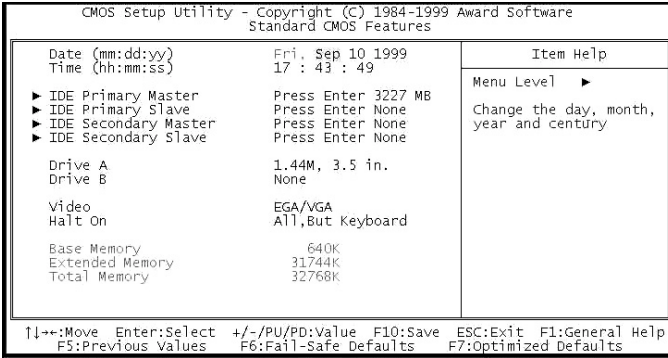 CMOS Setup Utility - Copyright (C) 1984-1999 Award Software
Standard CMOS Features
Date (mm:dd:yy) Fri, Sep 10 1999
Time (hh:mm:ss) 17 : 43 : 49
► IDE Primary Master Press Enter 3227 MB
► IDE Primary Slave Press Enter None
► IDE Secondary Master Press Enter None
► IDE Secondary Slave Press Enter None
Drive A 1.44M, 3.5 in.
Drive B None
Video EGA/VGA
Halt On All,But Keyboard
Base Memory 640K
Extended Memory 31744K
Total Memory 32768K
Item Help
Menu Level ►
Change the day, month,
year and century
↑↓→←:Move Enter:Select +/-/PU/PD:Value F10:Save ESC:Exit F1:General Help
F5:Previous Values F6:Fail-Safe Defaults F7:Optimized Defaults